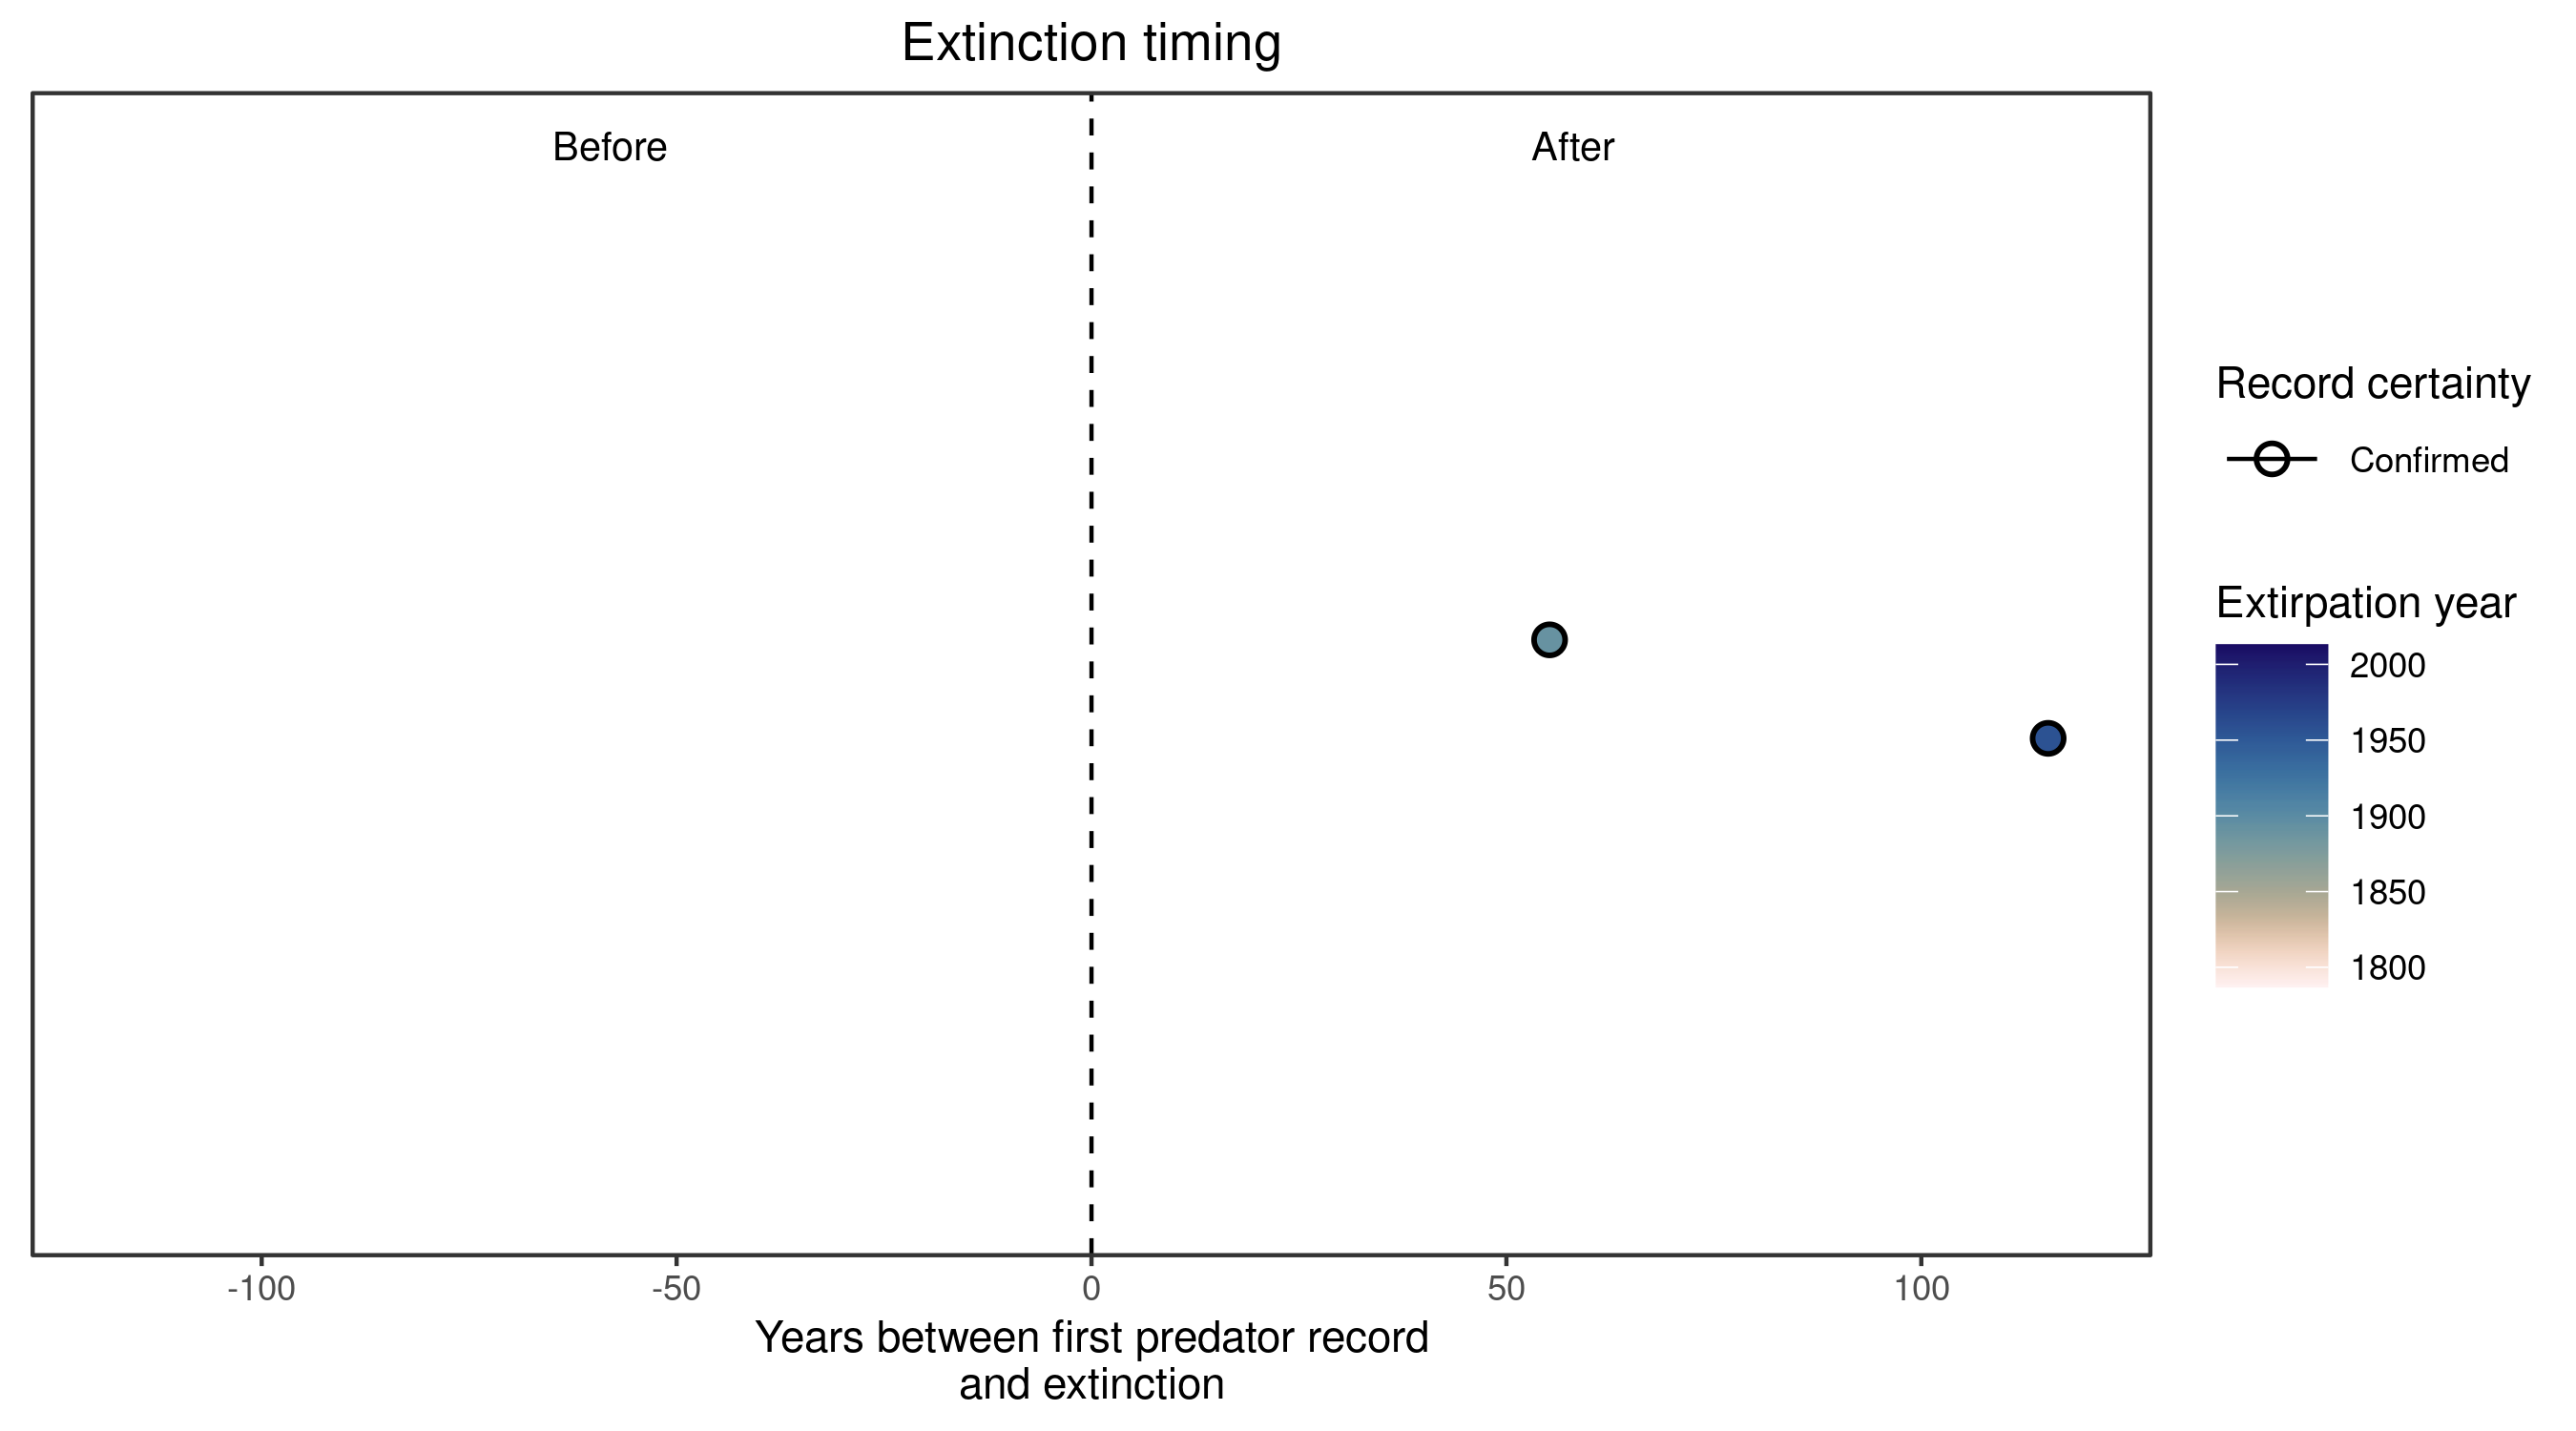 Extinction timing
Before
After
Record certainty
Confirmed
Extirpation year
2000
1950
1900
1850
1800
-100
-50
0
50
100
Years between first predator record
and extinction